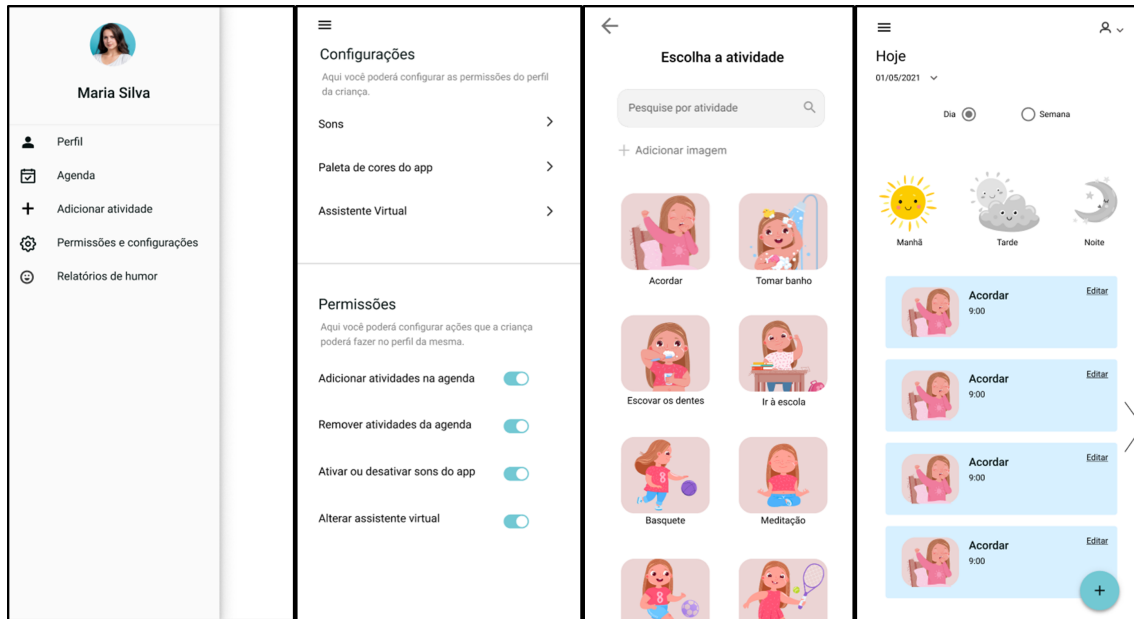 Maria Silva
Perfil
Agenda
Adicionar atividade
Permissões e configurações
Relatórios de humor
Configurações
Aqui você poderá configurar as permissões do perfil
da criança.
Sons
Paleta de cores do app
Assistente Virtual
Permissões
Aqui você poderá configurar ações que a criança
poderá fazer no perfil da mesma.
Adicionar atividades na agenda
Remover atividades da agenda
Ativar ou desativar sons do app
Alterar assistente virtual
Escolha a atividade
Pesquise por atividade
Adicionar imagem
Acordar
Tomar banho
Escovar os dentes
Ir à escola
8
Basquete
Meditação
8
Hoje
01/05/2021
Dia
Semana
Manhã
Tarde
Noite
Acordar
Editar
9:00
Acordar
Editar
9:00
Acordar
Editar
9:00
Acordar
Editar
9:00